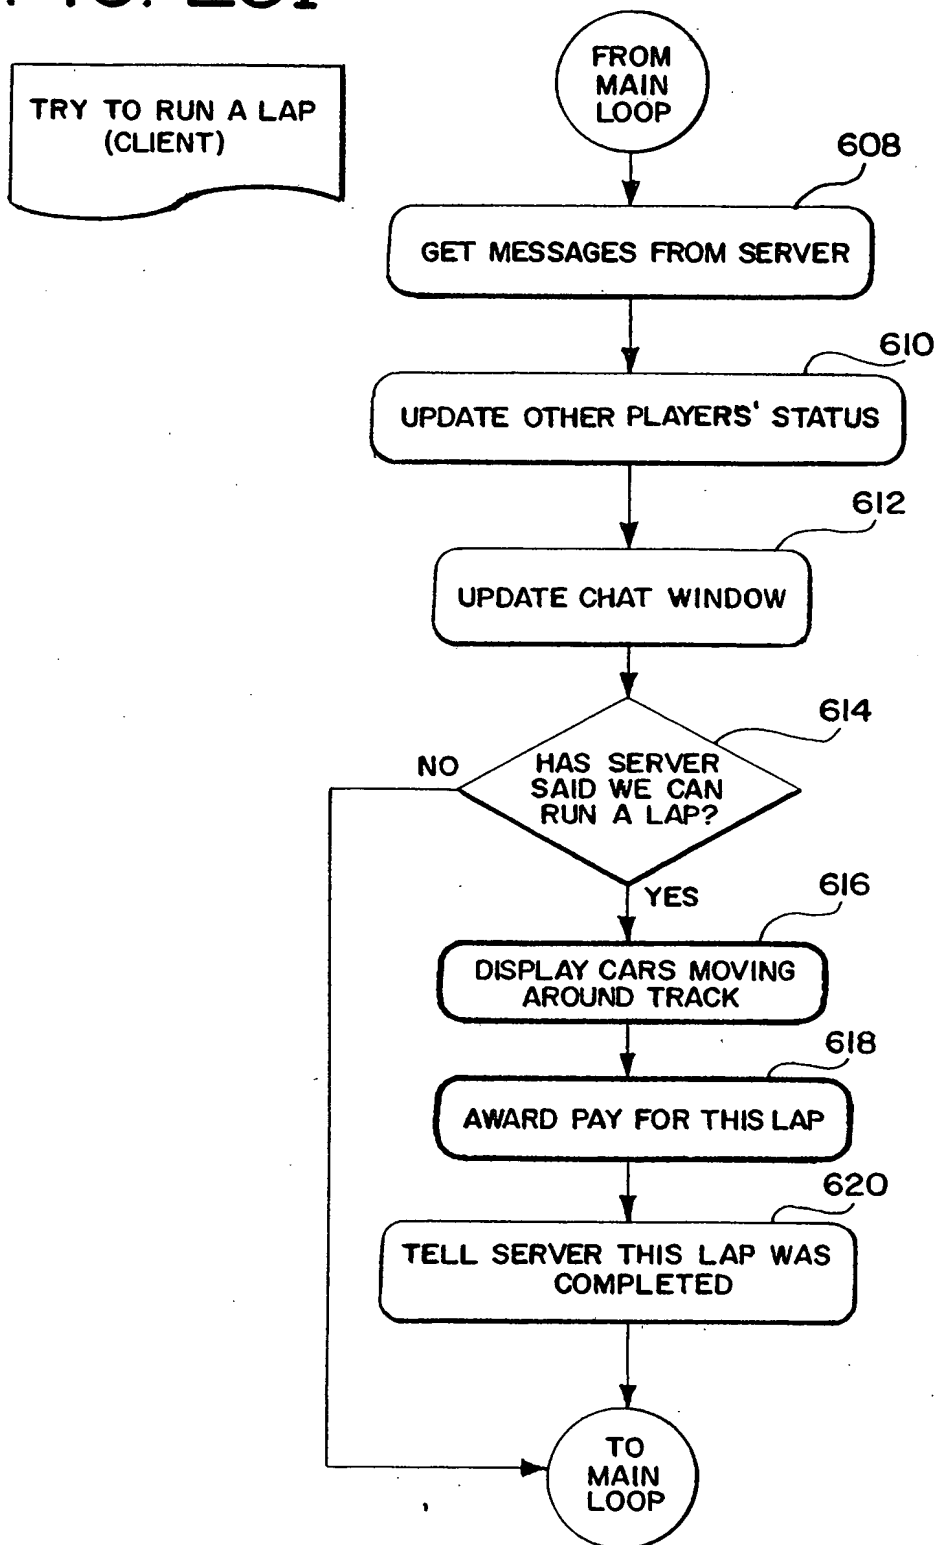 TRY TO RUN A LAP
(CLIENT)
FROM
MAIN
LOOP
608
GET MESSAGES FROM SERVER
610
UPDATE OTHER PLAYERS' STATUS
612
UPDATE CHAT WINDOW
614
HAS SERVER
SAID WE CAN
RUN A LAP?
NO
YES
616
DISPLAY CARS MOVING
AROUND TRACK
618
AWARD PAY FOR THIS LAP
620
TELL SERVER THIS LAP WAS
COMPLETED
TO
MAIN
LOOP